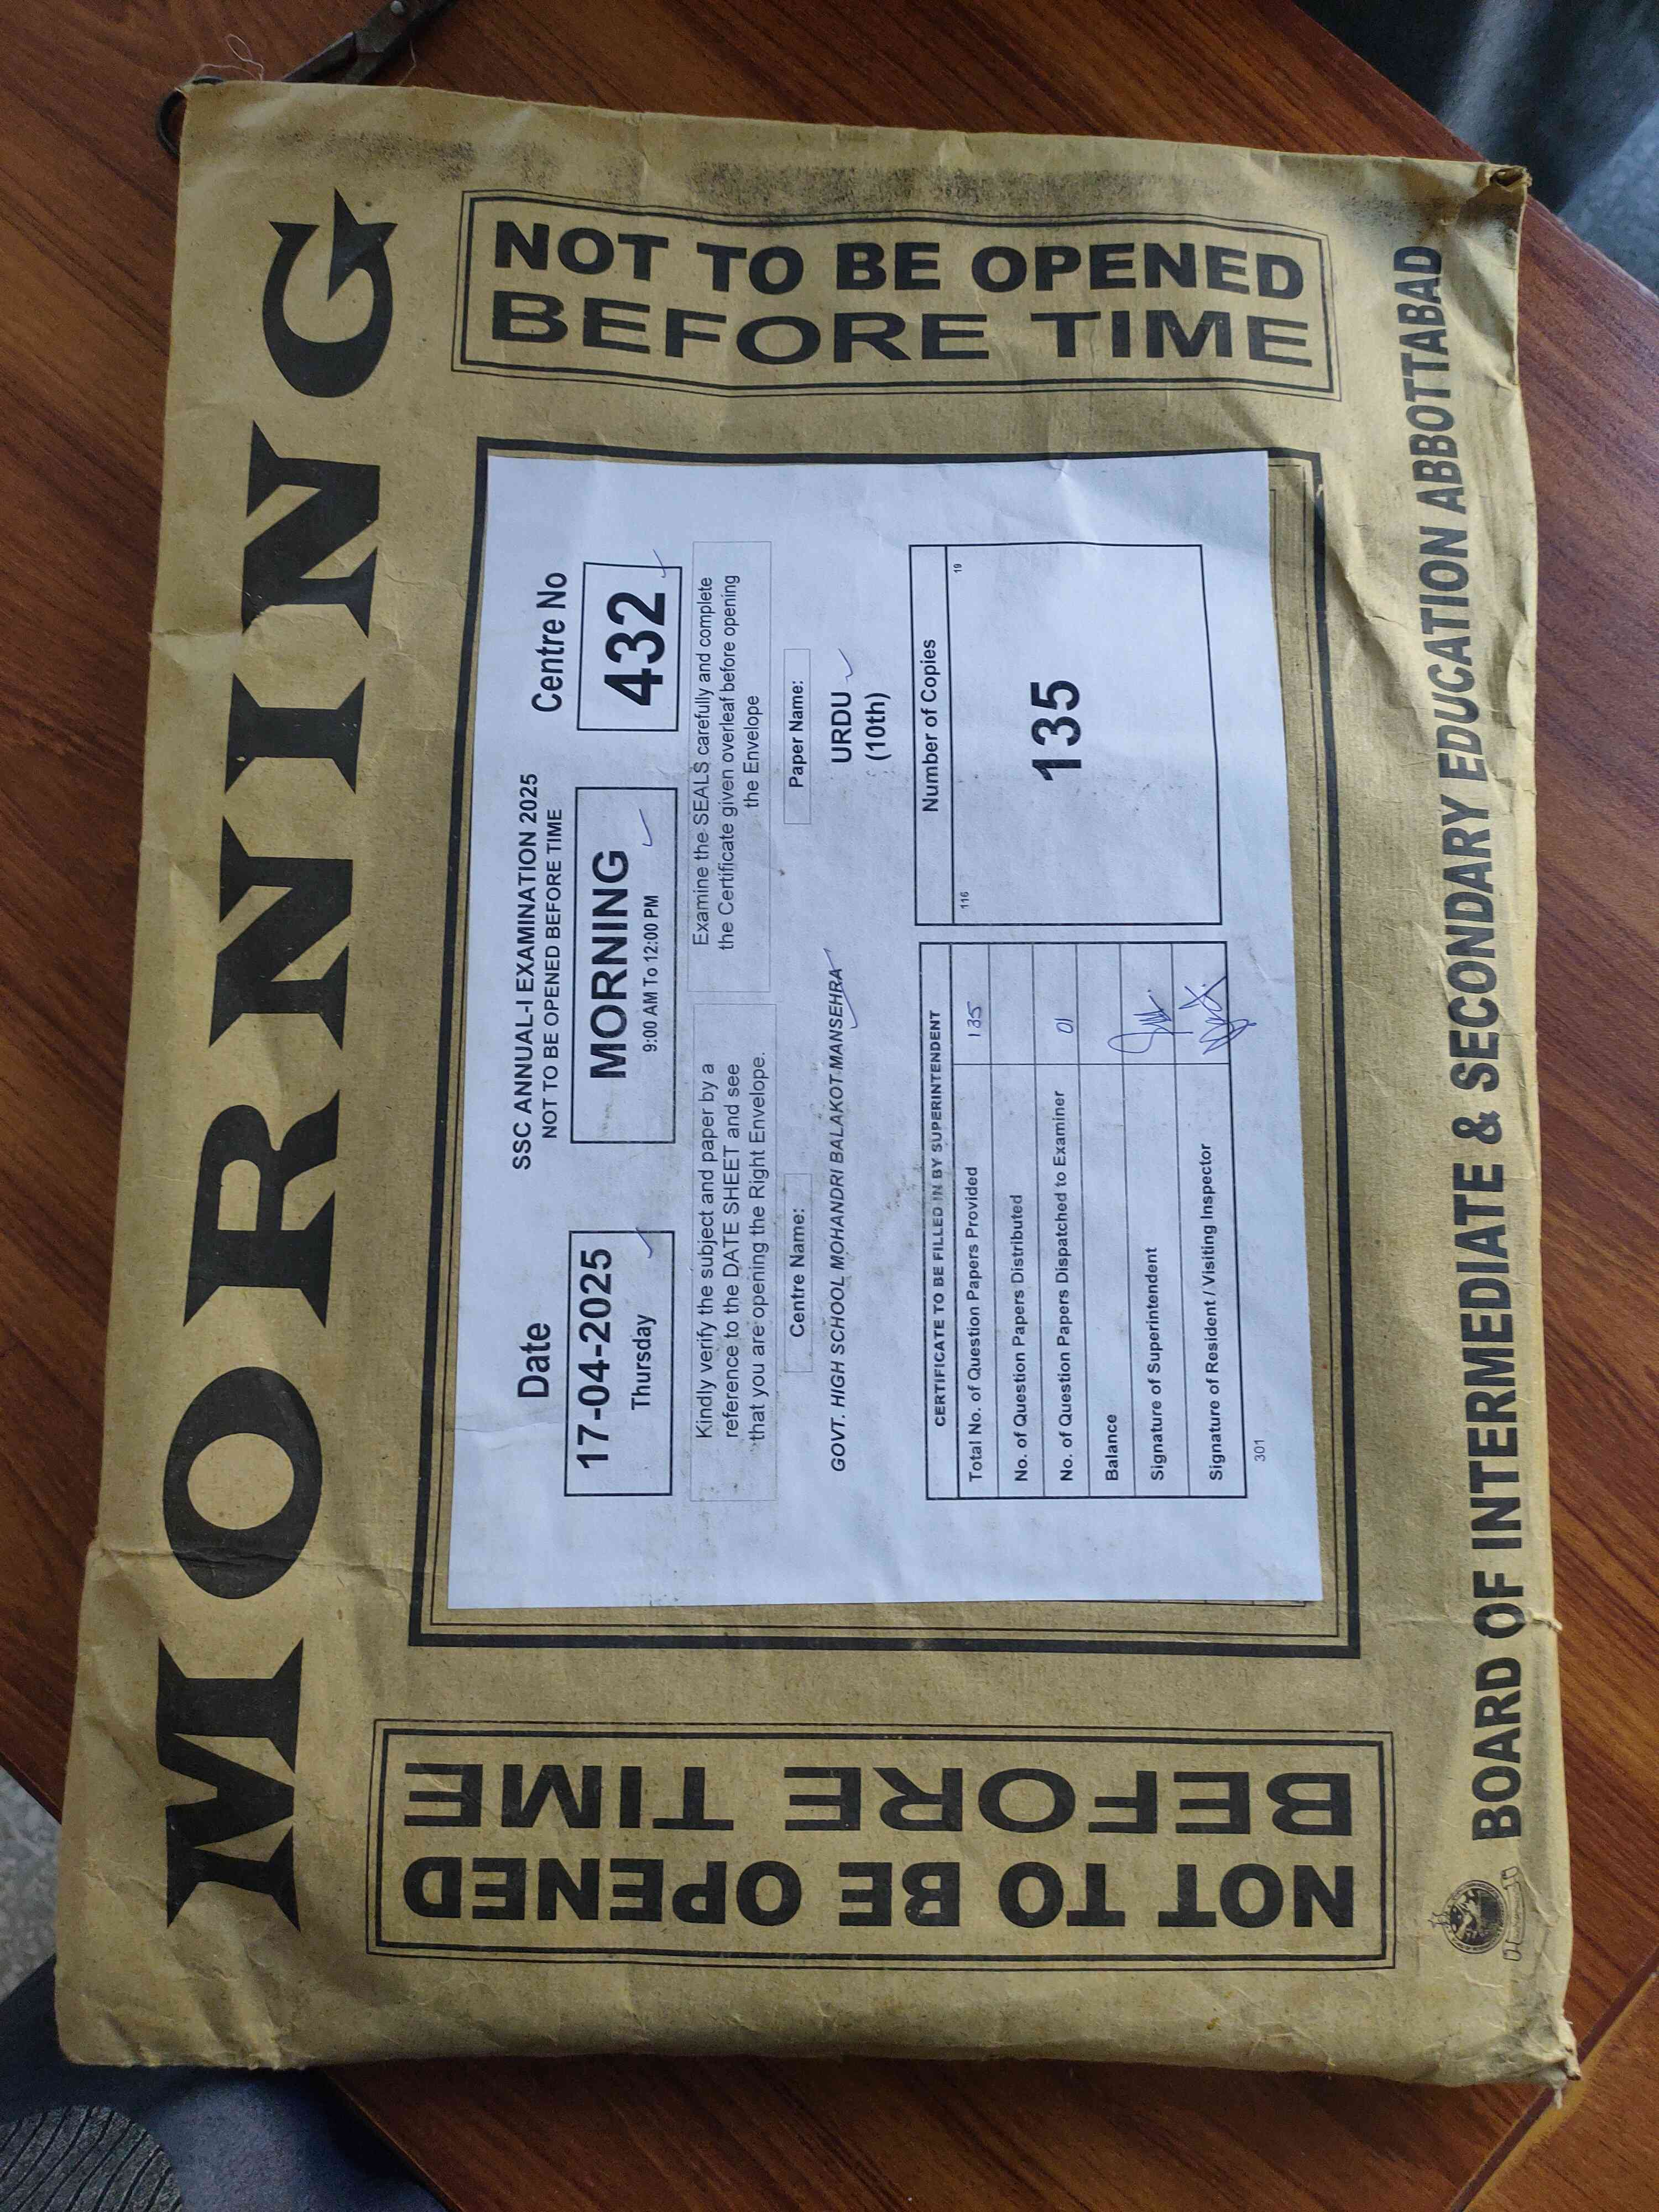 MORNING
NOT TO BE OPENED
BEFORE TIME
SSC ANNUAL-I EXAMINATION 2025
NOT TO BE OPENED BEFORE TIME
Date
17-04-2025
Thursday
MORNING
9:00 AM To 12:00 PM
Centre No
432
Kindly verify the subject and paper by a
reference to the DATE SHEET and see
that you are opening the Right Envelope.
Examine the SEALS carefully and complete
the Certificate given overleaf before opening
the Envelope
Centre Name:
GOVT. HIGH SCHOOL MOHANDRI BALAKOT MANSEHRA
Paper Name:
URDU
(10th)
CERTIFICATE TO BE FILLED IN BY SUPERINTENDENT
Total No. of Question Papers Provided 135
No. of Question Papers Distributed
No. of Question Papers Dispatched to Examiner 01
Balance
Signature of Superintendent
Signature of Resident / Visiting Inspector
301
Number of Copies
116 19
135
NOT TO BE OPENED
BEFORE TIME
BOARD OF INTERMEDIATE & SECONDARY EDUCATION ABBOTTABAD